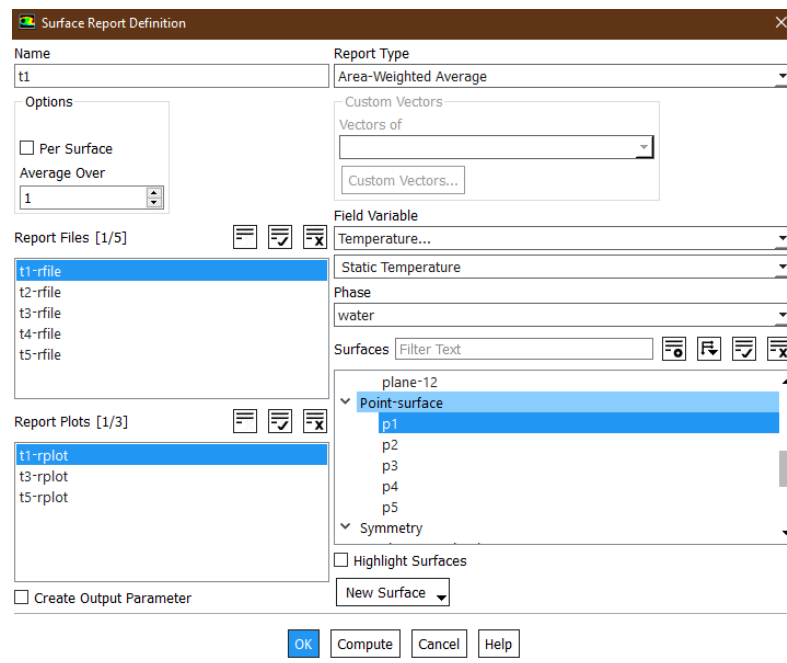 Surface Report Definition
Name
t1
Options
Per Surface
Average Over
1
Report Files [1/5]
t1-rfile
t2-rfile
t3-rfile
t4-rfile
t5-rfile
Report Plots [1/3]
t1-rplot
t3-rplot
t5-rplot
Create Output Parameter
Report Type
Area-Weighted Average
Custom Vectors
Vectors of
Custom Vectors...
Field Variable
Temperature...
Static Temperature
Phase
water
Surfaces Filter Text
plane-12
Point-surface
p1
p2
p3
p4
p5
Symmetry
Highlight Surfaces
New Surface
OK Compute Cancel Help